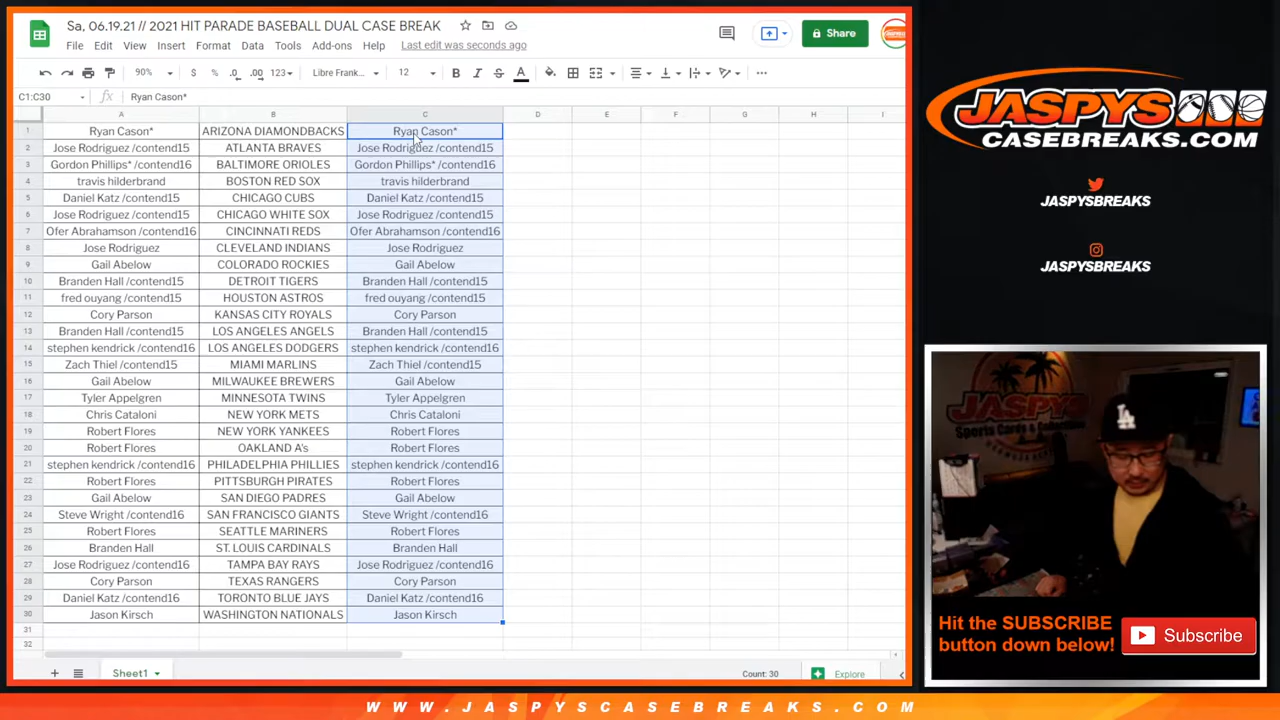 Sa, 06.19.21 // 2021 HIT PARADE BASEBALL DUAL CASE BREAK
File Edit View Insert Format Data Tools Add-ons Help Last edit was seconds ago
Share
90% $ % .0 .00 123 Libre Frank... 12 B I S A
C1:C30 fx Ryan Cason*
A B C D E F G H I
1 Ryan Cason* ARIZONA DIAMONDBACKS Ryan Cason*
2 Jose Rodriguez /contend15 ATLANTA BRAVES Jose Rodriguez /contend15
3 Gordon Phillips* /contend16 BALTIMORE ORIOLES Gordon Phillips* /contend16
4 travis hilderbrand BOSTON RED SOX travis hilderbrand
5 Daniel Katz /contend15 CHICAGO CUBS Daniel Katz /contend15
6 Jose Rodriguez /contend15 CHICAGO WHITE SOX Jose Rodriguez /contend15
7 Ofer Abrahamson /contend16 CINCINNATI REDS Ofer Abrahamson /contend16
8 Jose Rodriguez CLEVELAND INDIANS Jose Rodriguez
9 Gail Abelow COLORADO ROCKIES Gail Abelow
10 Branden Hall /contend15 DETROIT TIGERS Branden Hall /contend15
11 fred ouyang /contend15 HOUSTON ASTROS fred ouyang /contend15
12 Cory Parson KANSAS CITY ROYALS Cory Parson
13 Branden Hall /contend15 LOS ANGELES ANGELS Branden Hall /contend15
14 stephen kendrick /contend16 LOS ANGELES DODGERS stephen kendrick /contend16
15 Zach Thiel /contend15 MIAMI MARLINS Zach Thiel /contend15
16 Gail Abelow MILWAUKEE BREWERS Gail Abelow
17 Tyler Appelgren MINNESOTA TWINS Tyler Appelgren
18 Chris Cataloni NEW YORK METS Chris Cataloni
19 Robert Flores NEW YORK YANKEES Robert Flores
20 Robert Flores OAKLAND A's Robert Flores
21 stephen kendrick /contend16 PHILADELPHIA PHILLIES stephen kendrick /contend16
22 Robert Flores PITTSBURGH PIRATES Robert Flores
23 Gail Abelow SAN DIEGO PADRES Gail Abelow
24 Steve Wright /contend16 SAN FRANCISCO GIANTS Steve Wright /contend16
25 Robert Flores SEATTLE MARINERS Robert Flores
26 Branden Hall ST. LOUIS CARDINALS Branden Hall
27 Jose Rodriguez /contend16 TAMPA BAY RAYS Jose Rodriguez /contend16
28 Cory Parson TEXAS RANGERS Cory Parson
29 Daniel Katz /contend16 TORONTO BLUE JAYS Daniel Katz /contend16
30 Jason Kirsch WASHINGTON NATIONALS Jason Kirsch
31
32
Sheet1 Count: 30 Explore
JASPYS
CASEBREAKS.COM
JASPYSBREAKS
JASPYSBREAKS
JASPYS
Hit the SUBSCRIBE
button down below!
Subscribe
WWW.JASPYSCASEBREAKS.COM